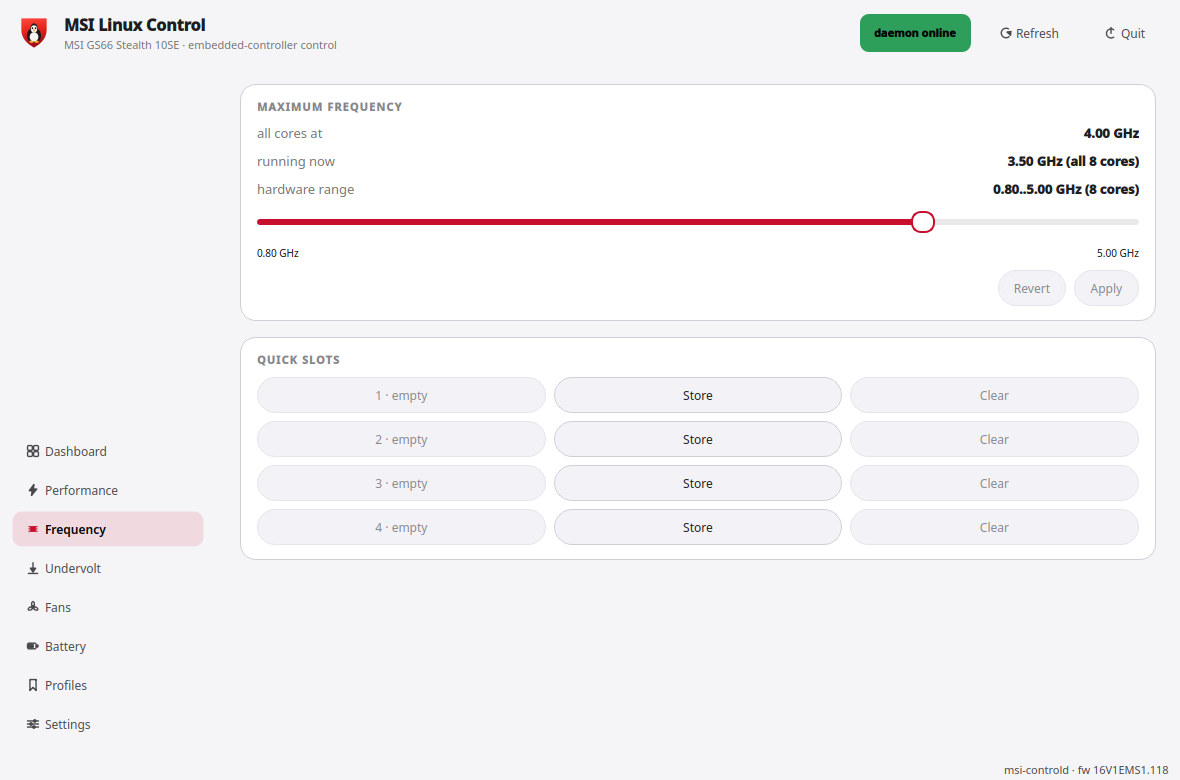 MSI Linux Control
MSI GS66 Stealth 10SE · embedded-controller control
daemon online
Refresh
Quit
MAXIMUM FREQUENCY
all cores at
4.00 GHz
running now
3.50 GHz (all 8 cores)
hardware range
0.80..5.00 GHz (8 cores)
0.80 GHz
5.00 GHz
Revert
Apply
QUICK SLOTS
1 · empty
Store
Clear
2 · empty
Store
Clear
3 · empty
Store
Clear
4 · empty
Store
Clear
Dashboard
Performance
Frequency
Undervolt
Fans
Battery
Profiles
Settings
msi-controld · fw 16V1EMS1.118